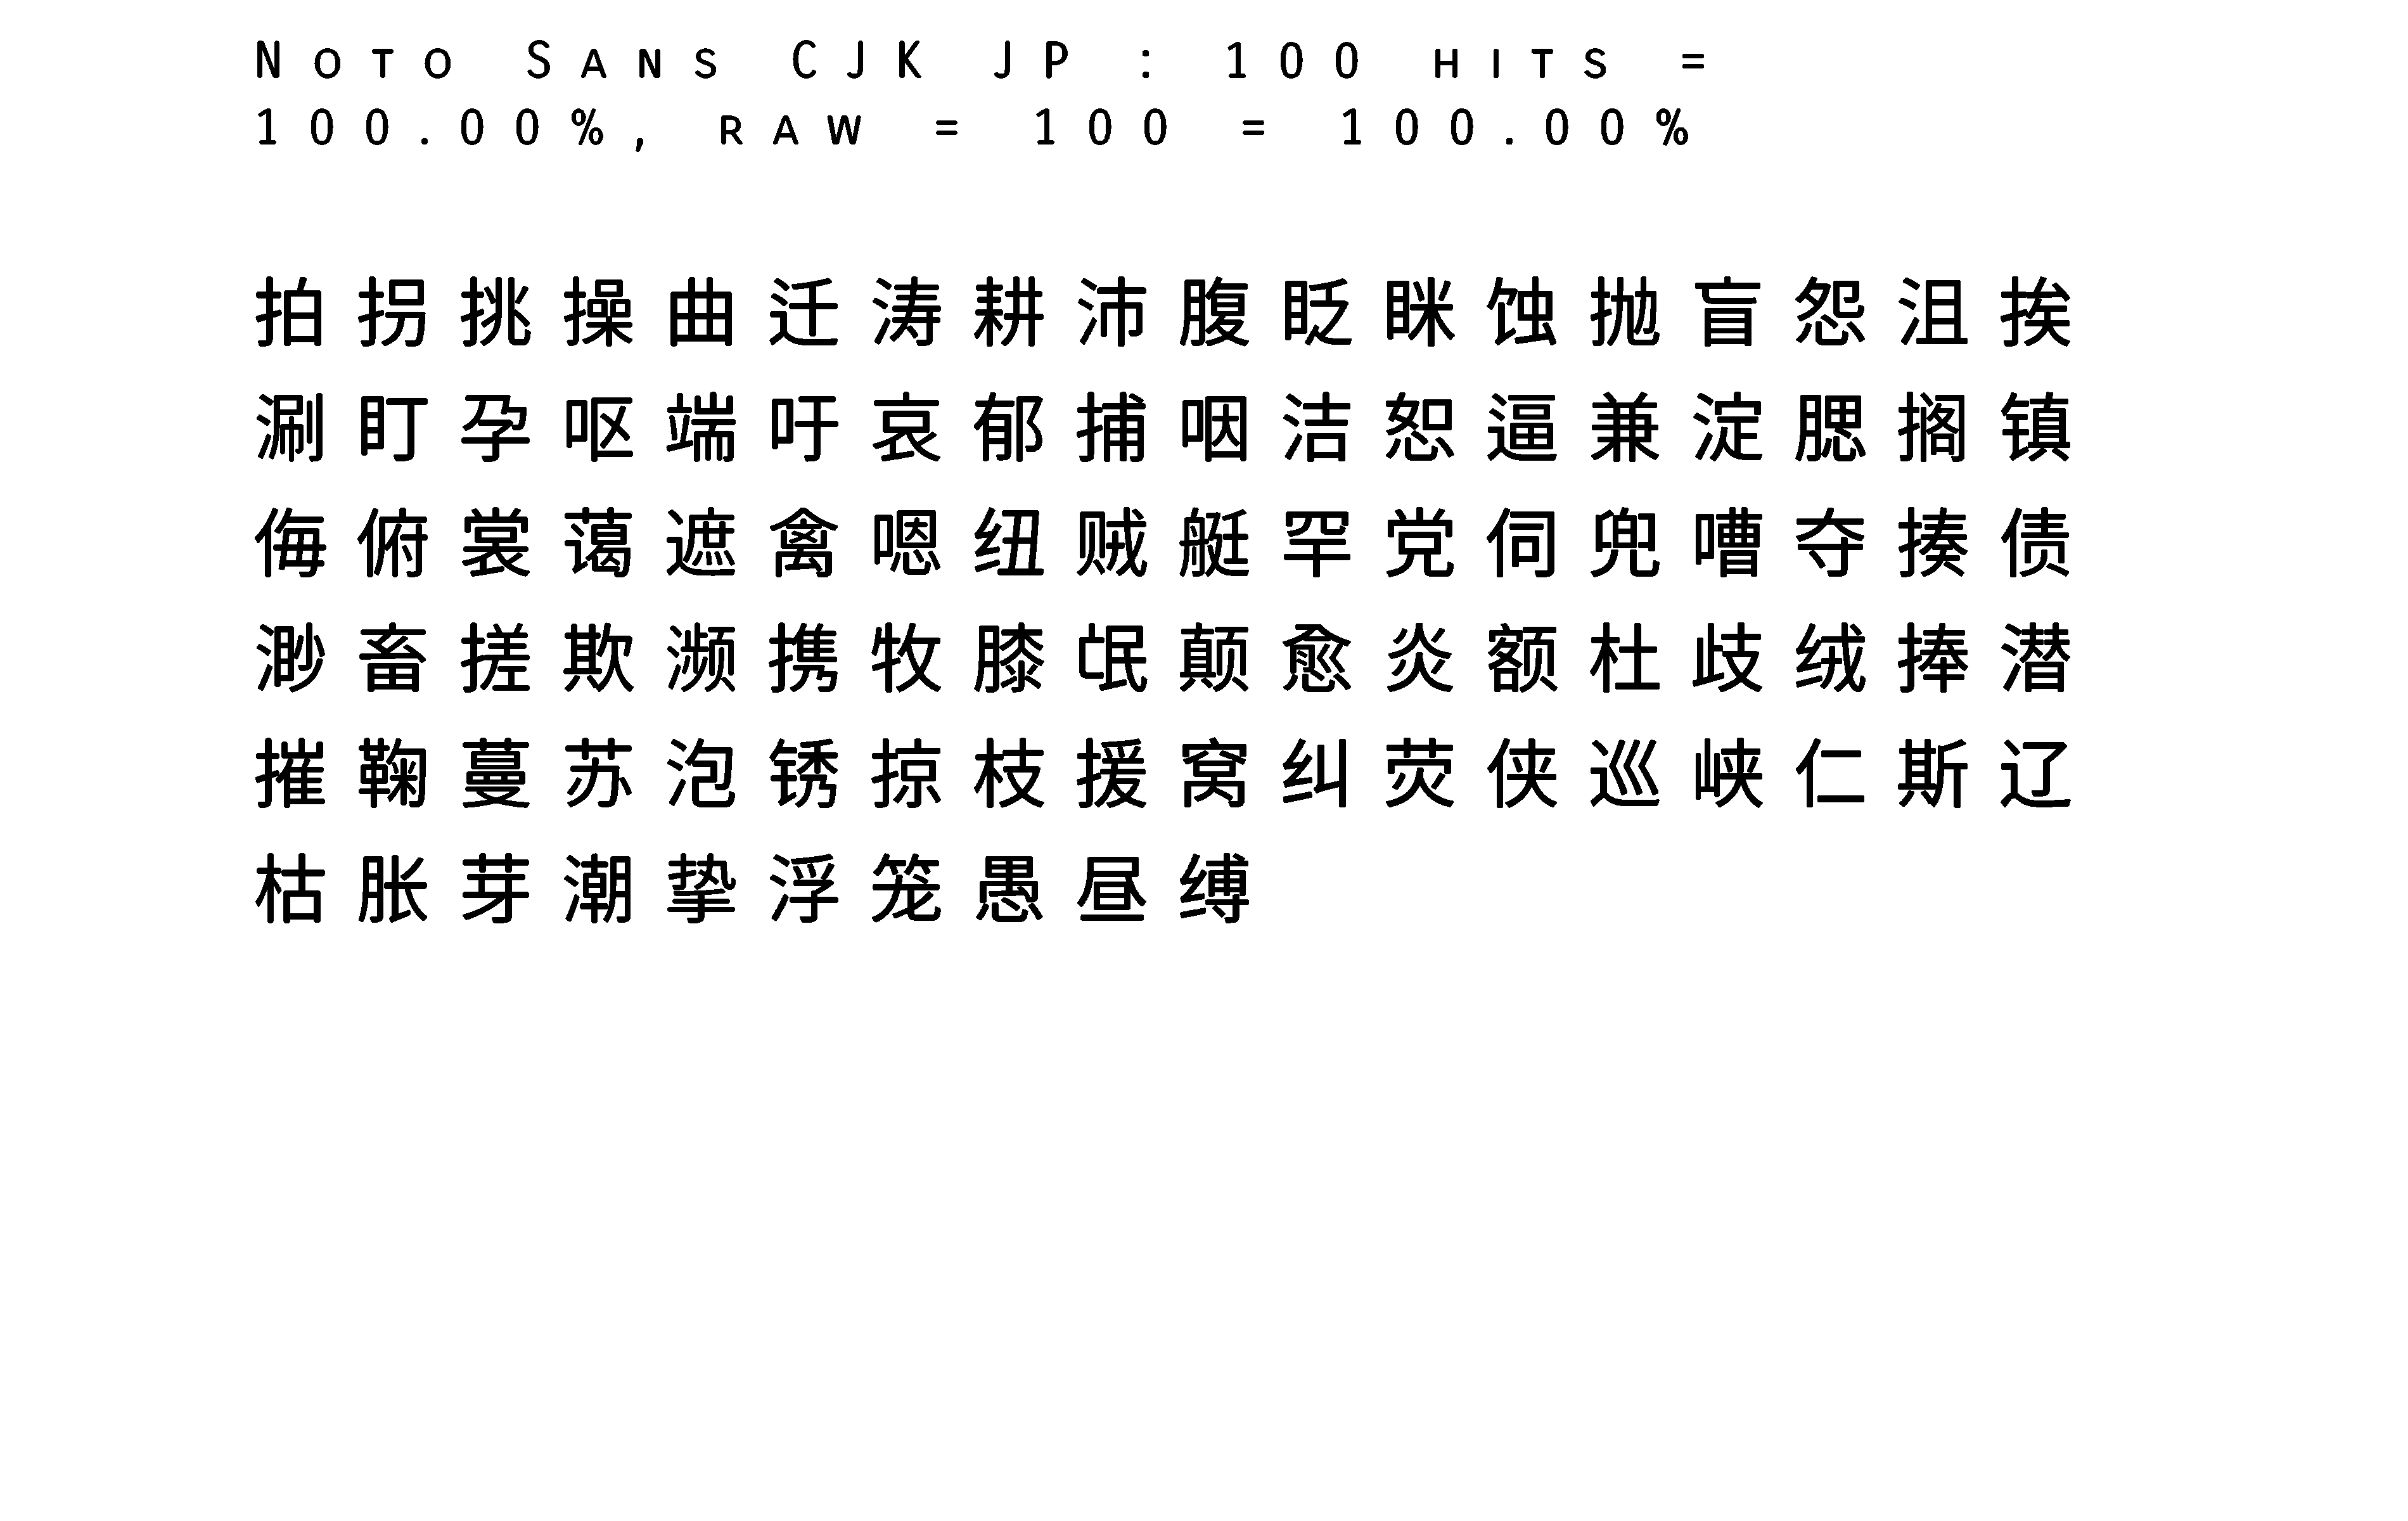 Noto Sans CJK JP : 100 hits =
100.00%, raw = 100 = 100.00%
拍拐挑操曲迁涛耕沛腹眨眯蚀抛盲怨沮挨
涮盯孕呕端吁哀郁捕咽洁恕逼兼淀腮搁镇
侮俯裳蔼遮禽嗯纽贼艇罕党伺兜嘈夺揍债
渺畜搓欺濒携牧膝氓颠愈炎额杜歧绒捧潜
摧鞠蔓苏泡锈掠枝援窝纠荧侠巡峡仁斯辽
枯胀芽潮挚浮笼愚昼缚